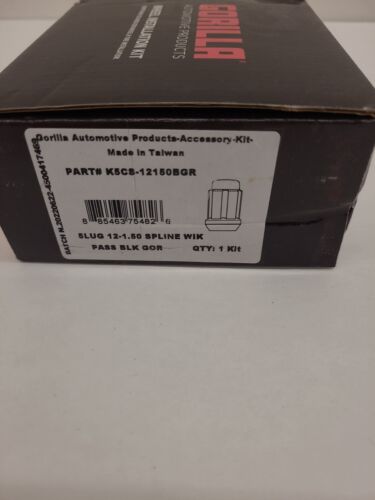 GORILLA
AUTOMOTIVE PRODUCTS
WHEEL INSTALLATION KIT
Gorilla Automotive Products-Accessory-Kit-
Made in Taiwan
PART# K5CS-12150BGR
8 85463 75482 6
5LUG 12-1.50 SPLINE WIK
PASS BLK GOR QTY: 1 Kit